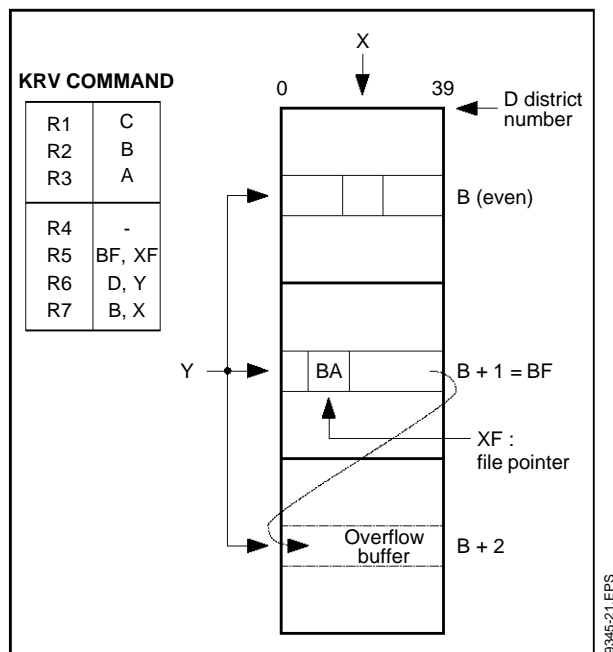 X
KRV COMMAND
0 39
D district
number
R1 C
R2 B
R3 A
R4 -
R5 BF, XF
R6 D, Y
R7 B, X
B (even)
Y
BA
B + 1 = BF
XF :
file pointer
Overflow
buffer
B + 2
9345-21.EPS